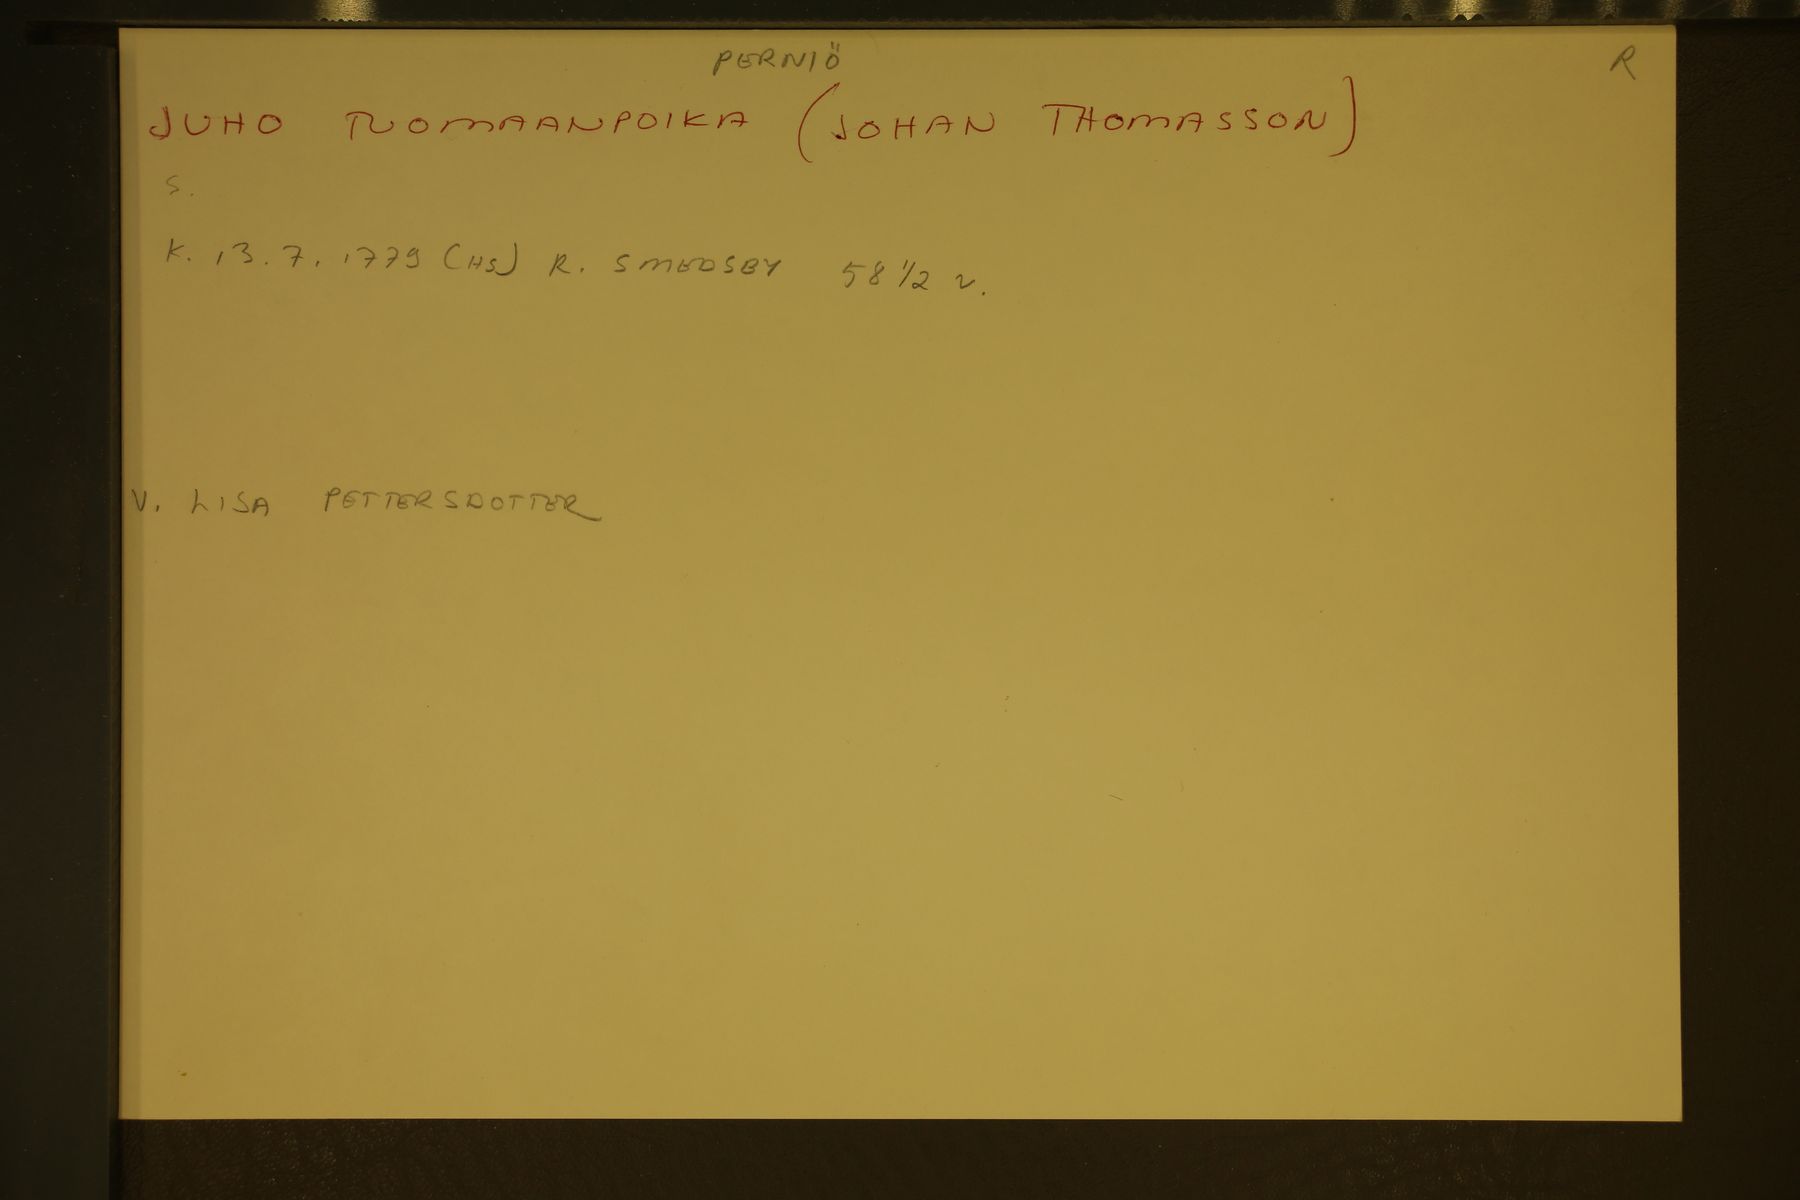 PERNIÖ R
JUHO TUOMAANPOIKA (JOHAN THOMASSON)
S.
K. 13.7.1779 (HS) R. SMEDSBY 58 1/2 v.
V. LISA PETTERSDOTTER